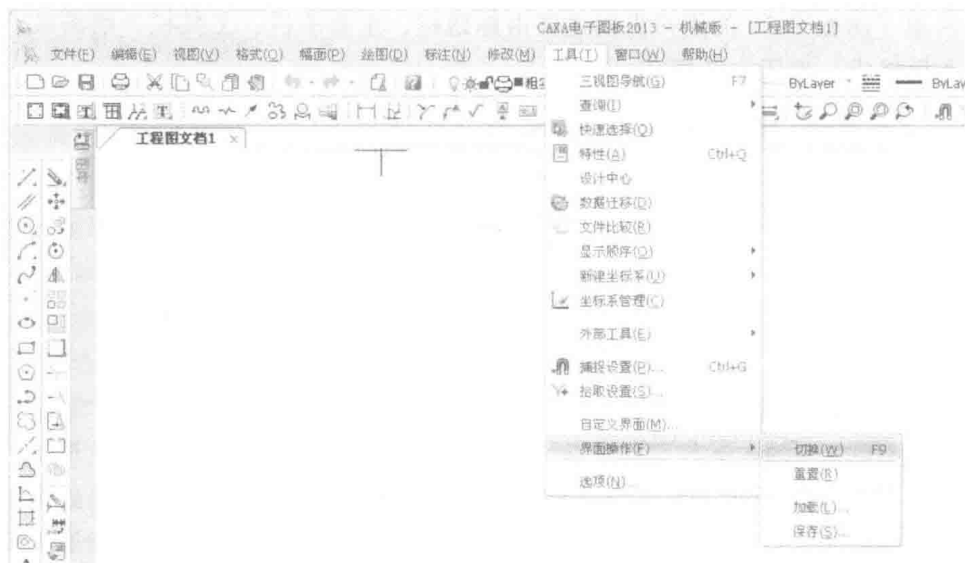 CAXA电子图板2013 - 机械版 - [工程图文档1]
文件(F) 编辑(E) 视图(V) 格式(O) 幅面(P) 绘图(D) 标注(N) 修改(M) 工具(T) 窗口(W) 帮助(H)
ByLayer ByLay
工程图文档1 ×
三视图导航(G) F7
查询(I)
快速选择(Q)
特性(A) Ctrl+Q
设计中心
数据迁移(D)
文件比较(R)
显示顺序(O)
新建坐标系(U)
坐标系管理(C)
外部工具(E)
捕捉设置(P)... Ctrl+G
拾取设置(S)...
自定义界面(M)...
界面操作(F)
选项(N)...
切换(W) F9
重置(R)
加载(L)...
保存(S)...